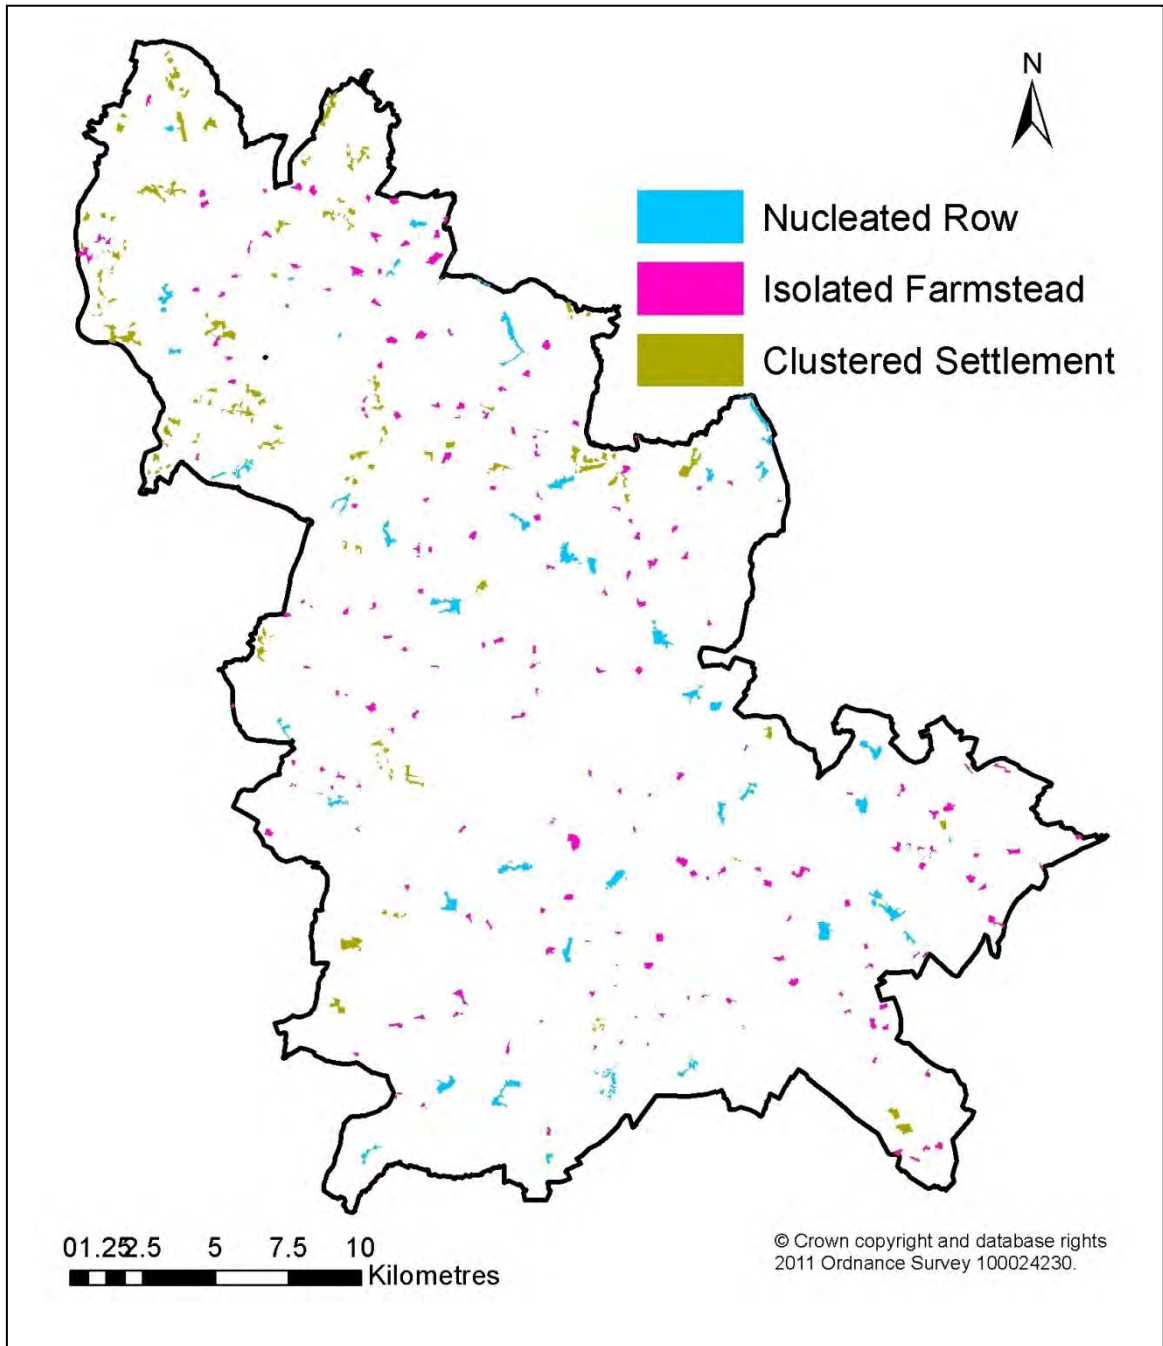 N
Nucleated Row
Isolated Farmstead
Clustered Settlement
01.252.5 5 7.5 10
Kilometres
© Crown copyright and database rights
2011 Ordnance Survey 100024230.